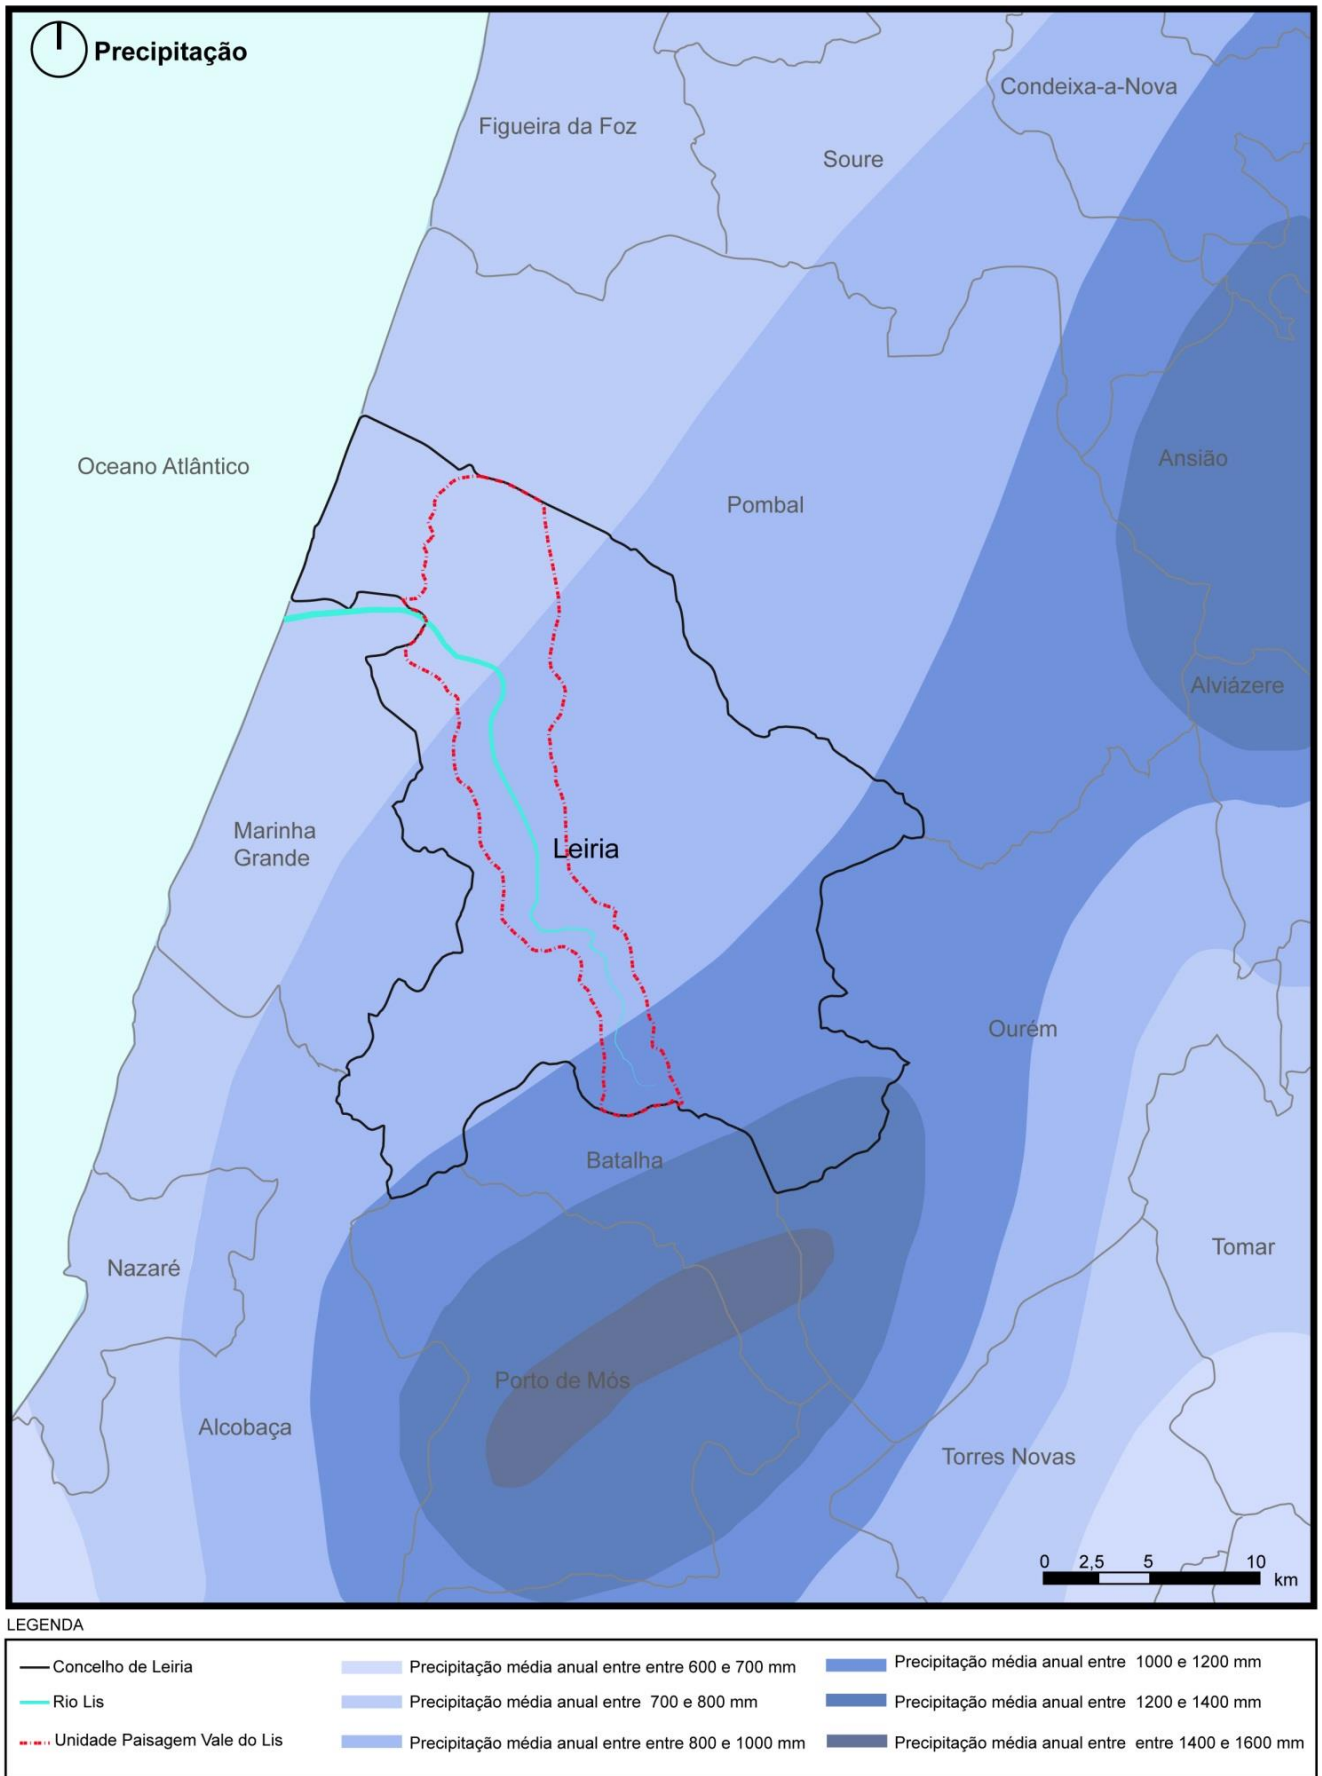 Precipitação
Condeixa-a-Nova
Figueira da Foz
Soure
Oceano Atlântico
Ansião
Pombal
Alviázere
Marinha
Grande
Leiria
Ourém
Batalha
Tomar
Nazaré
Porto de Mós
Alcobaça
Torres Novas
0 2,5 5 10
km
LEGENDA
Concelho de Leiria
Rio Lis
Unidade Paisagem Vale do Lis
Precipitação média anual entre entre 600 e 700 mm
Precipitação média anual entre 700 e 800 mm
Precipitação média anual entre entre 800 e 1000 mm
Precipitação média anual entre 1000 e 1200 mm
Precipitação média anual entre 1200 e 1400 mm
Precipitação média anual entre entre 1400 e 1600 mm